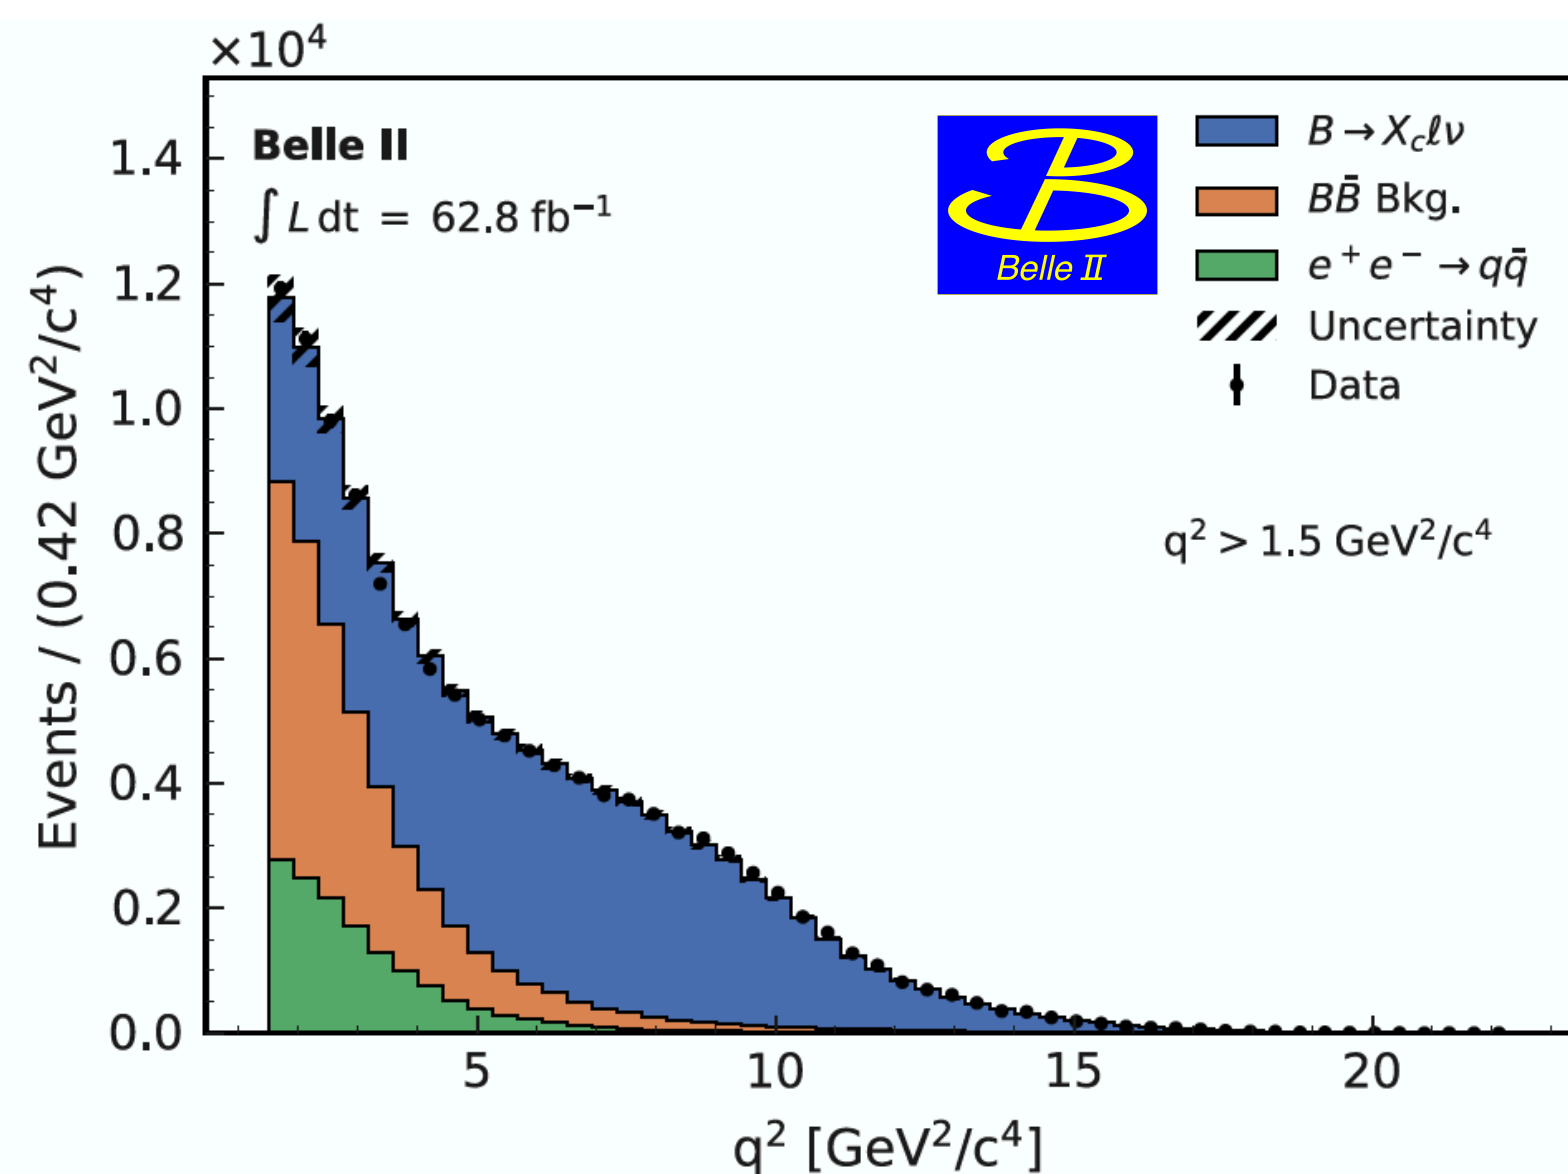 ×10⁴
Belle II
∫ L dt = 62.8 fb⁻¹
B
Belle II
B → X_cℓν
BB̄ Bkg.
e⁺e⁻ → qq̄
Uncertainty
Data
q² > 1.5 GeV²/c⁴
Events / (0.42 GeV²/c⁴)
1.4
1.2
1.0
0.8
0.6
0.4
0.2
0.0
5 10 15 20
q² [GeV²/c⁴]